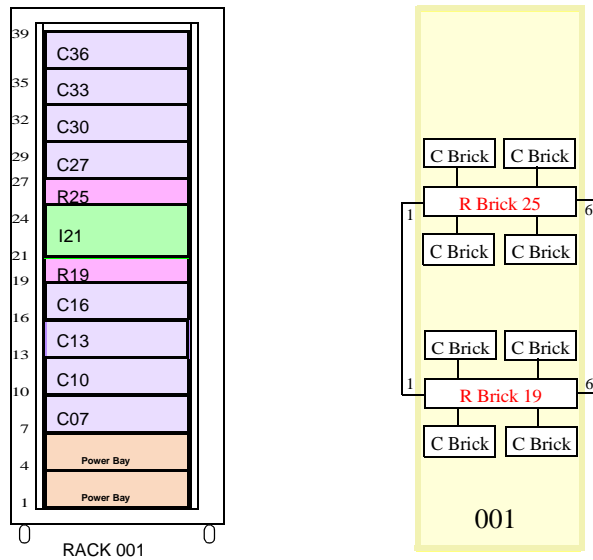 39
C36
35
C33
32
C30
29
C27
27
R25
24
I21
21
R19
19
C16
16
C13
13
C10
10
C07
7
Power Bay
4
Power Bay
1
RACK 001
C Brick C Brick
R Brick 25
1 6
C Brick C Brick
C Brick C Brick
1 6
R Brick 19
C Brick C Brick
001